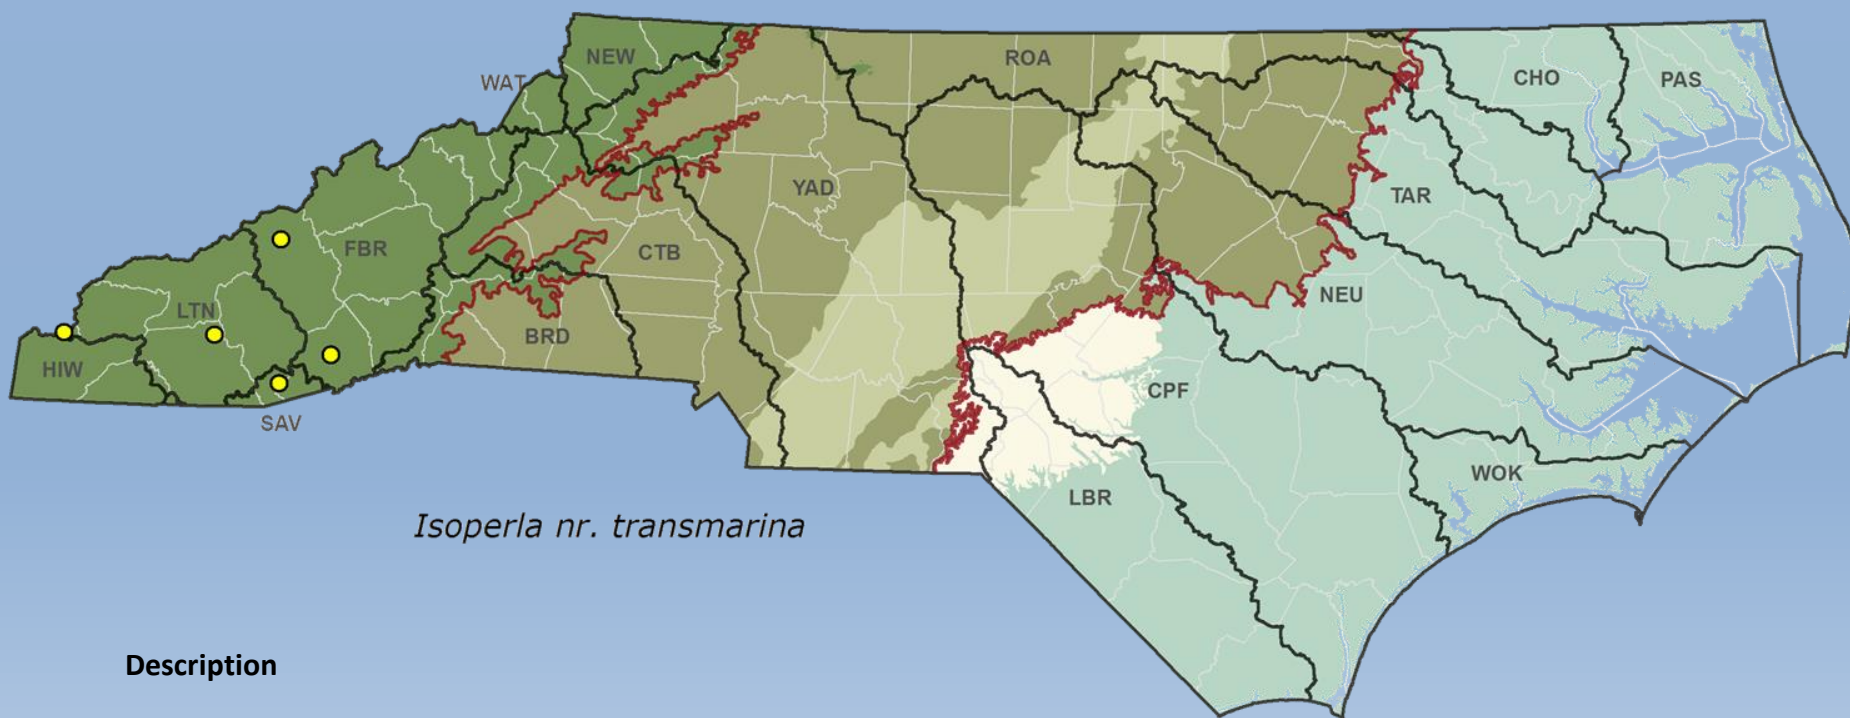 NEW
WAT
ROA
CHO
PAS
YAD
TAR
FBR
CTB
LTN
NEU
BRD
HIW
CPF
SAV
WOK
LBR
Isoperla nr. transmarina
Description